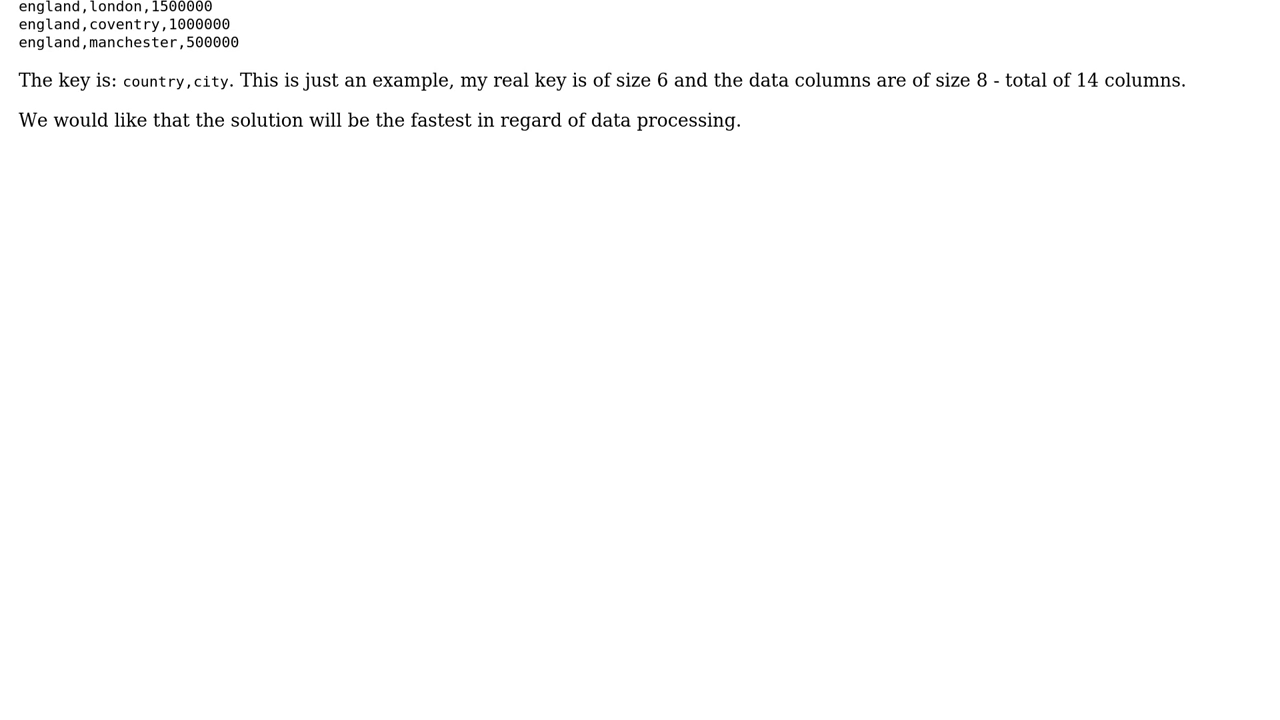 england,london,1500000
england,coventry,1000000
england,manchester,500000
The key is: country,city. This is just an example, my real key is of size 6 and the data columns are of size 8 - total of 14 columns.
We would like that the solution will be the fastest in regard of data processing.